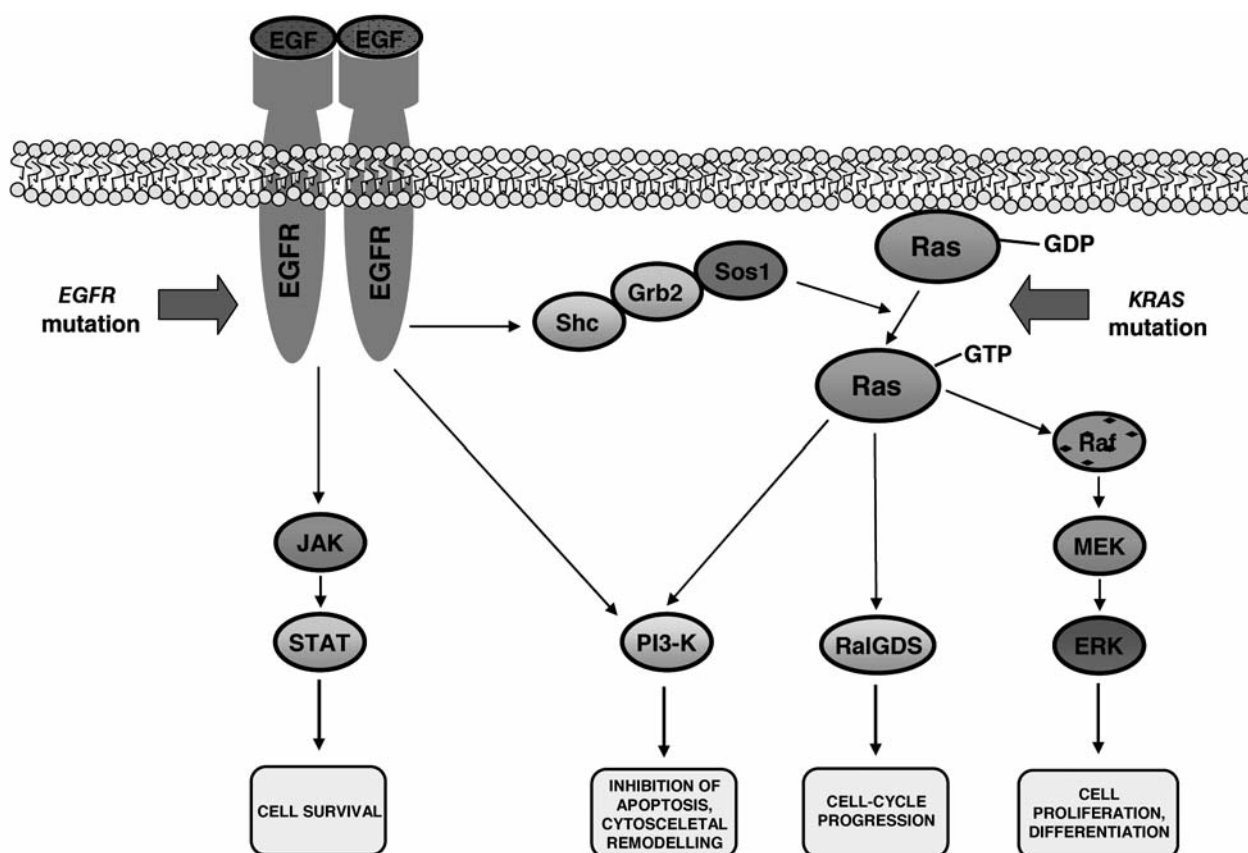 EGF
EGF
EGFR
EGFR
EGFR
mutation
Shc
Grb2
Sos1
Ras
GDP
KRAS
mutation
Ras
GTP
Raf
JAK
MEK
STAT
PI3-K
RalGDS
ERK
CELL SURVIVAL
INHIBITION OF
APOPTOSIS,
CYTOSCELETAL
REMODELLING
CELL-CYCLE
PROGRESSION
CELL
PROLIFERATION,
DIFFERENTIATION